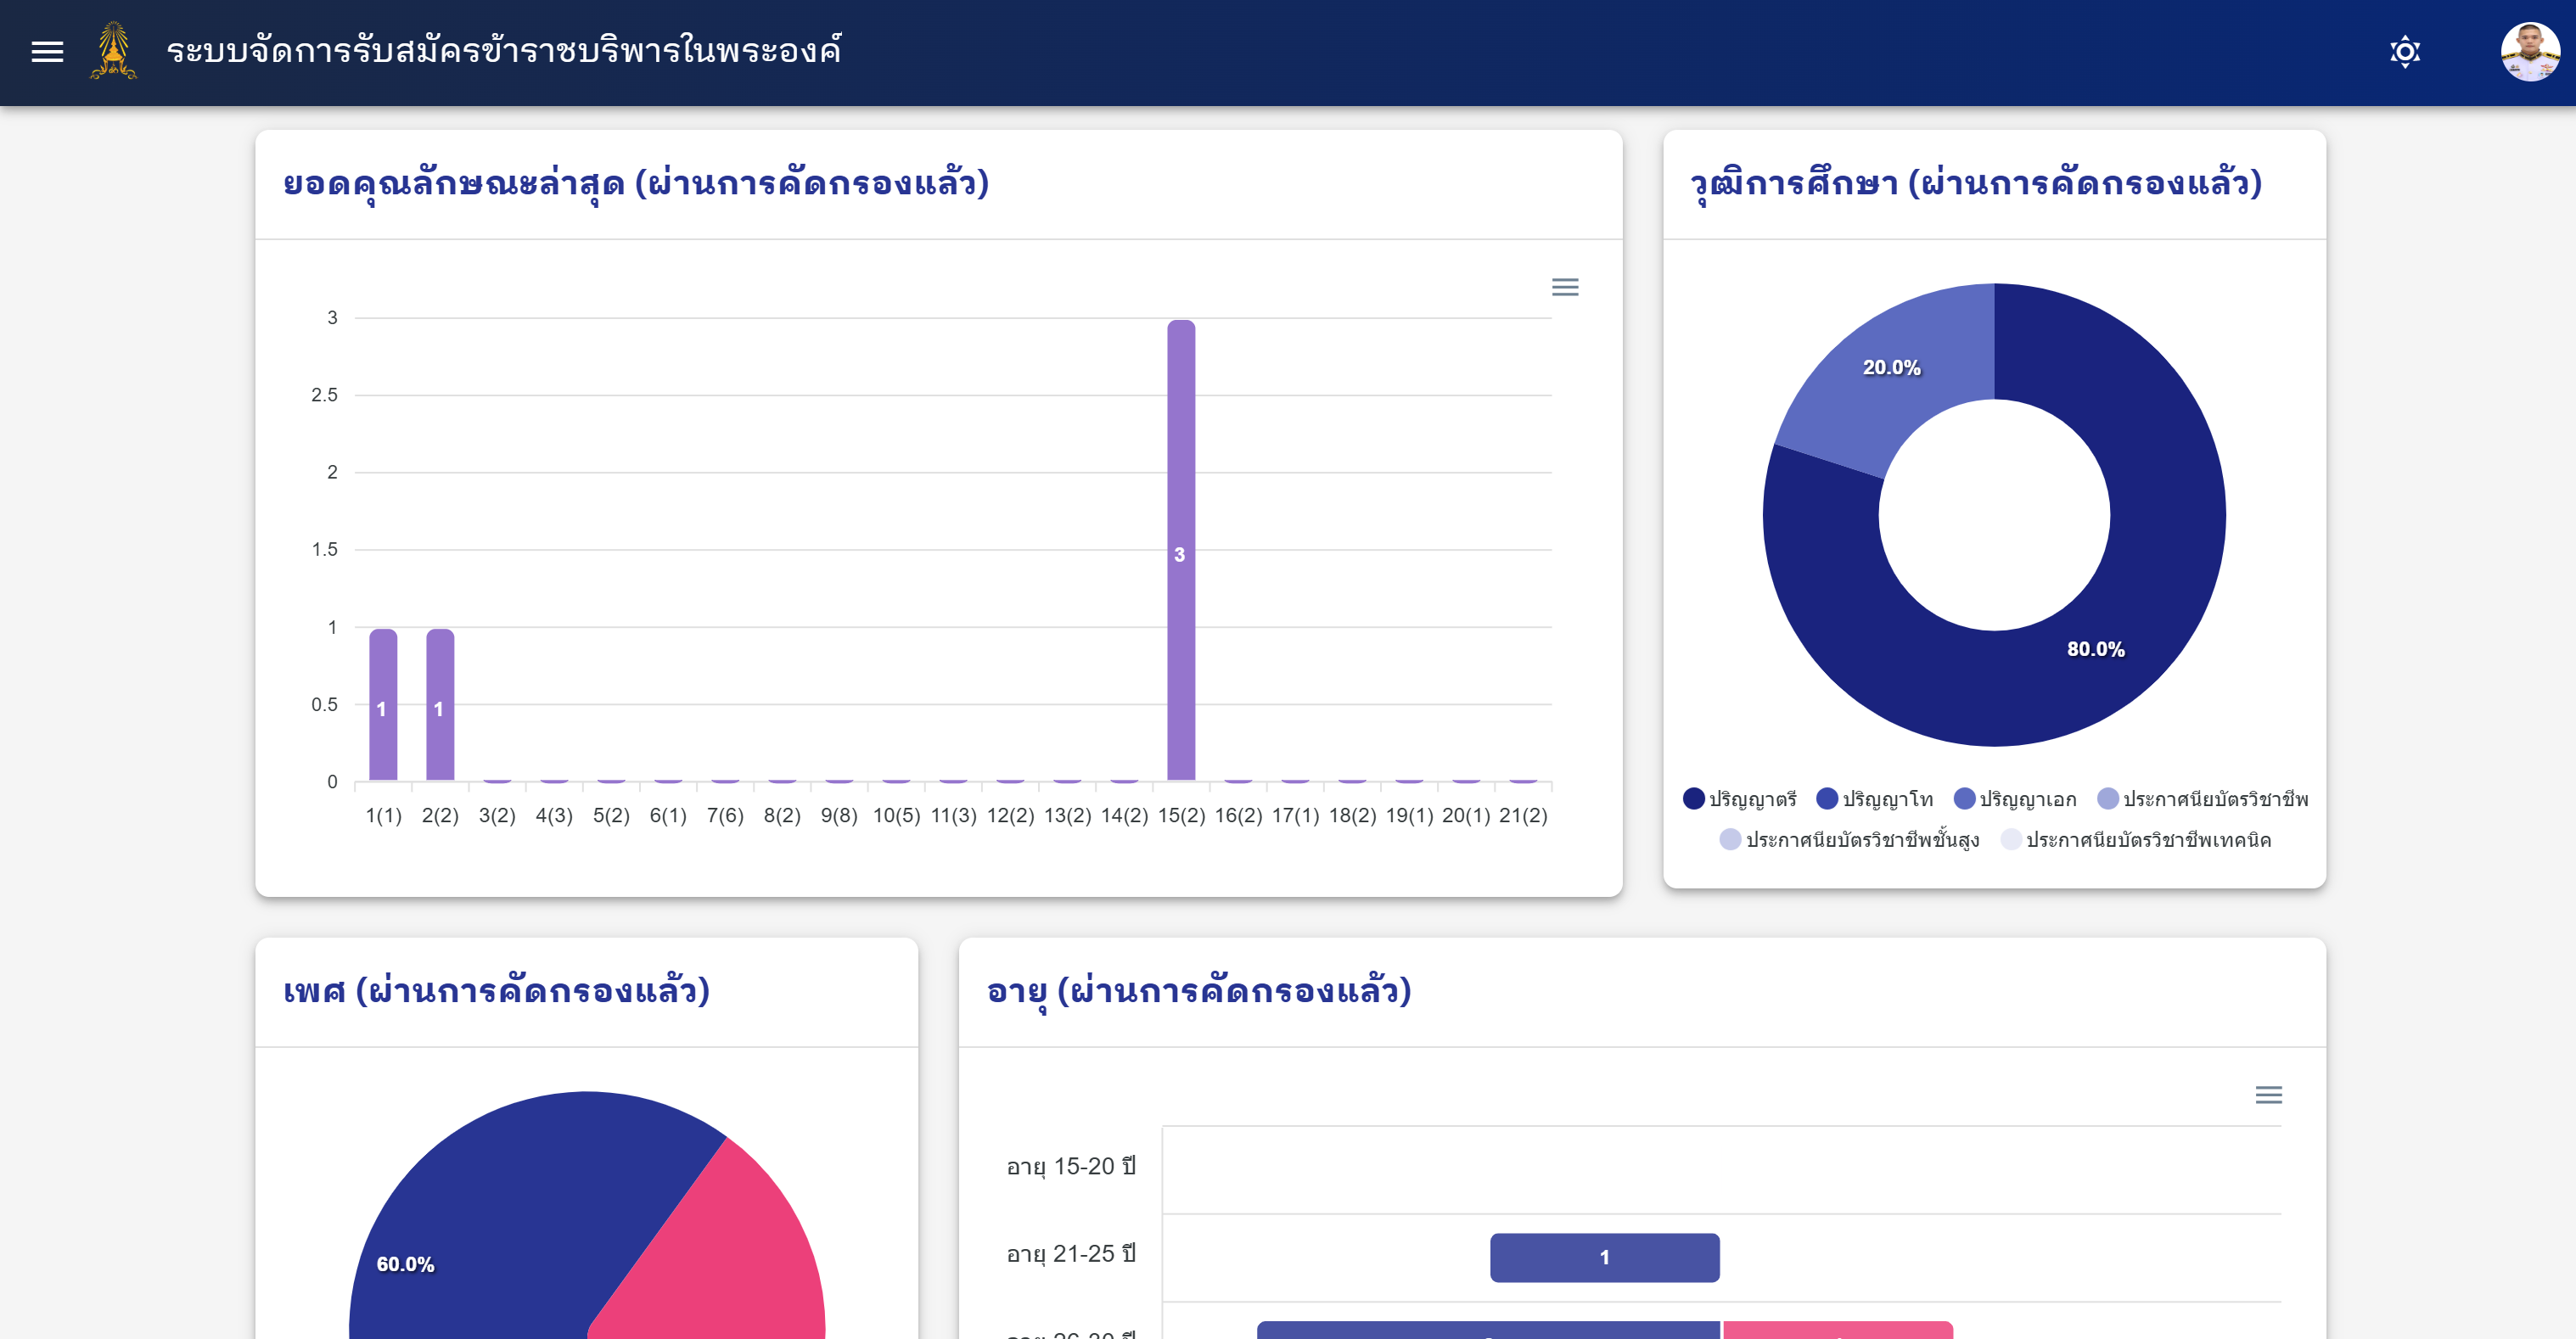 ระบบจัดการรับสมัครข้าราชบริพารในพระองค์
ยอดคุณลักษณะล่าสุด (ผ่านการคัดกรองแล้ว)
3
2.5
2
1.5
1
0.5
0
1
1
3
1(1) 2(2) 3(2) 4(3) 5(2) 6(1) 7(6) 8(2) 9(8) 10(5) 11(3) 12(2) 13(2) 14(2) 15(2) 16(2) 17(1) 18(2) 19(1) 20(1) 21(2)
วุฒิการศึกษา (ผ่านการคัดกรองแล้ว)
20.0%
80.0%
ปริญญาตรี ปริญญาโท ปริญญาเอก ประกาศนียบัตรวิชาชีพ
ประกาศนียบัตรวิชาชีพชั้นสูง ประกาศนียบัตรวิชาชีพเทคนิค
เพศ (ผ่านการคัดกรองแล้ว)
60.0%
อายุ (ผ่านการคัดกรองแล้ว)
อายุ 15-20 ปี
อายุ 21-25 ปี
1
อายุ 26-30 ปี